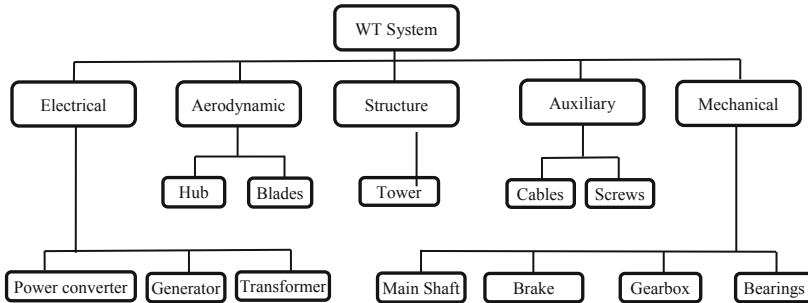 WT System
Electrical
Aerodynamic
Structure
Auxiliary
Mechanical
Hub
Blades
Tower
Cables
Screws
Power converter
Generator
Transformer
Main Shaft
Brake
Gearbox
Bearings